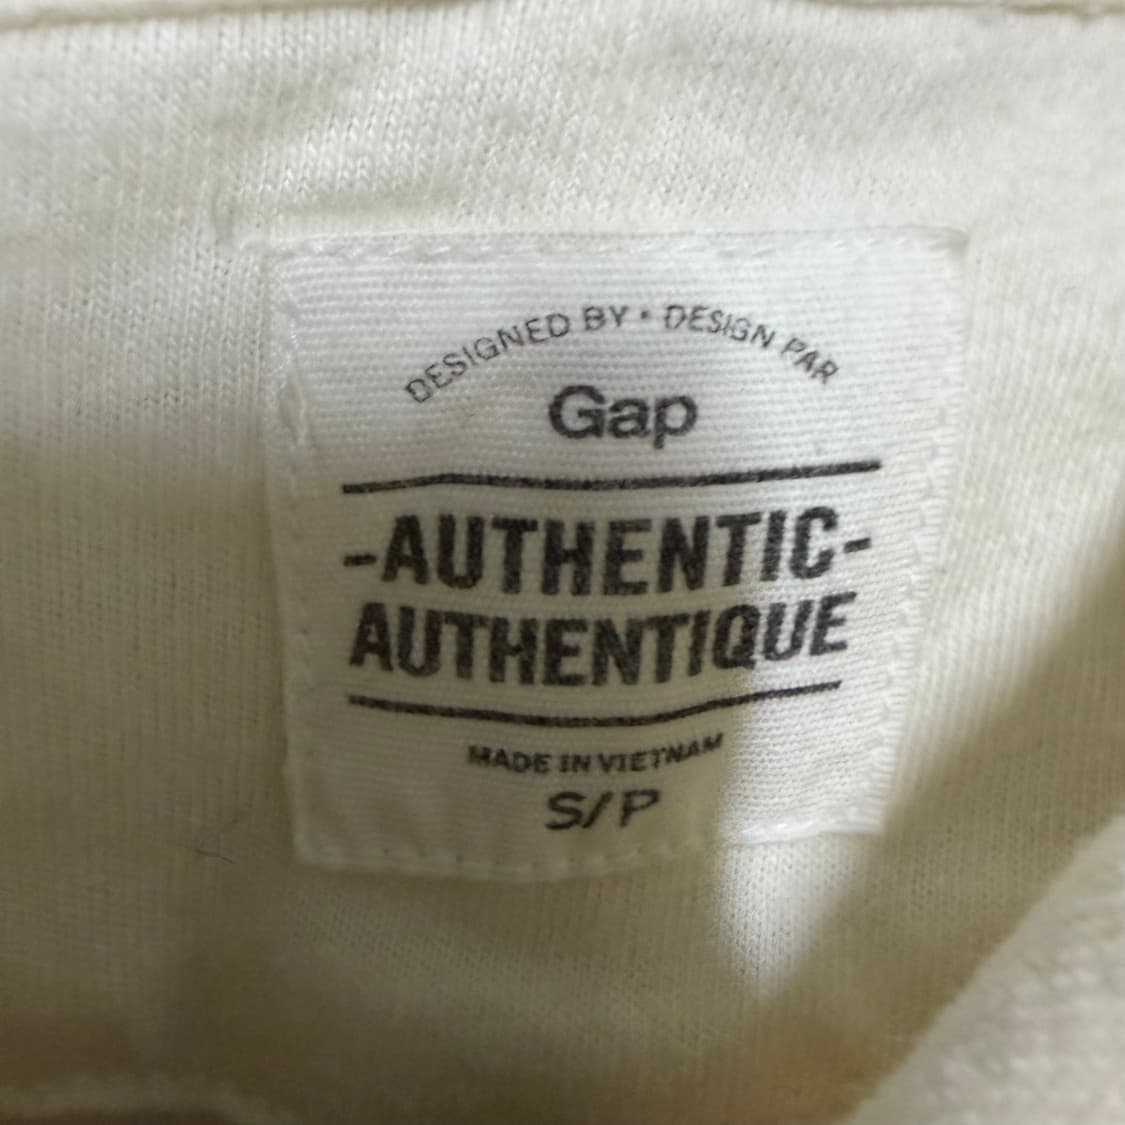 DESIGNED BY • DESIGN PAR
Gap
-AUTHENTIC-
AUTHENTIQUE
MADE IN VIETNAM
S/P